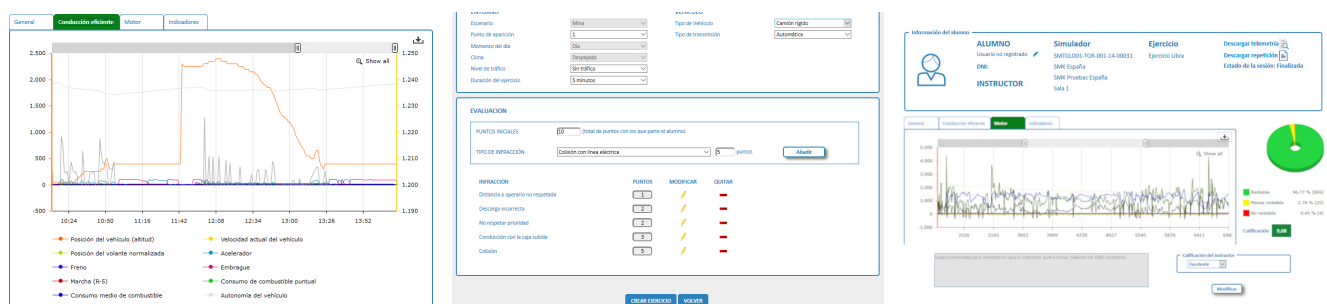 General
Conducción eficiente
Motor
Indicadores
Show all
2.500
2.000
1.500
1.000
500
0
-500
1.250
1.240
1.230
1.220
1.210
1.200
1.190
10:24
10:50
11:16
11:42
12:08
12:34
13:00
13:26
13:52
Posición del vehículo (altitud)
Velocidad actual del vehículo
Posición del volante normalizada
Acelerador
Freno
Embrague
Marcha (R-5)
Consumo de combustible puntual
Consumo medio de combustible
Autonomía del vehículo
ENTORNO
VEHÍCULO
Escenario
Mina
Tipo de Vehículo
Camión rígido
Punto de aparición
1
Tipo de transmisión
Automática
Momento del día
Día
Clima
Despejado
Nivel de tráfico
Sin tráfico
Duración del ejercicio
5 minutos
EVALUACION
PUNTOS INICIALES
10
(total de puntos con los que parte el alumno)
TIPO DE INFRACCIÓN
Colisión con línea eléctrica
5
puntos
Añadir
INFRACCION
PUNTOS
MODIFICAR
QUITAR
Distancia a operario no respetada
1
Descarga incorrecta
2
No respetar prioridad
2
Conducción con la caja subida
3
Colisión
5
CREAR EJERCICIO
VOLVER
Información del alumno
ALUMNO
Usuario no registrado
DNI:
INSTRUCTOR
Simulador
SMTGLD01-TOR-001-14-00031
SMK España
SMK Pruebas España
Sala 1
Ejercicio
Ejercicio Libre
Descargar telemetría
Descargar repetición
Estado de la sesión: Finalizada
General
Conducción eficiente
Motor
Indicadores
Show all
5.000
4.000
3.000
2.000
1.000
0
-1.000
2526
3163
5545
5876
6411
Rentable
Menos rentable
No rentable
Calificación
9,68
Calificación del instructor
Excelente
Modificar